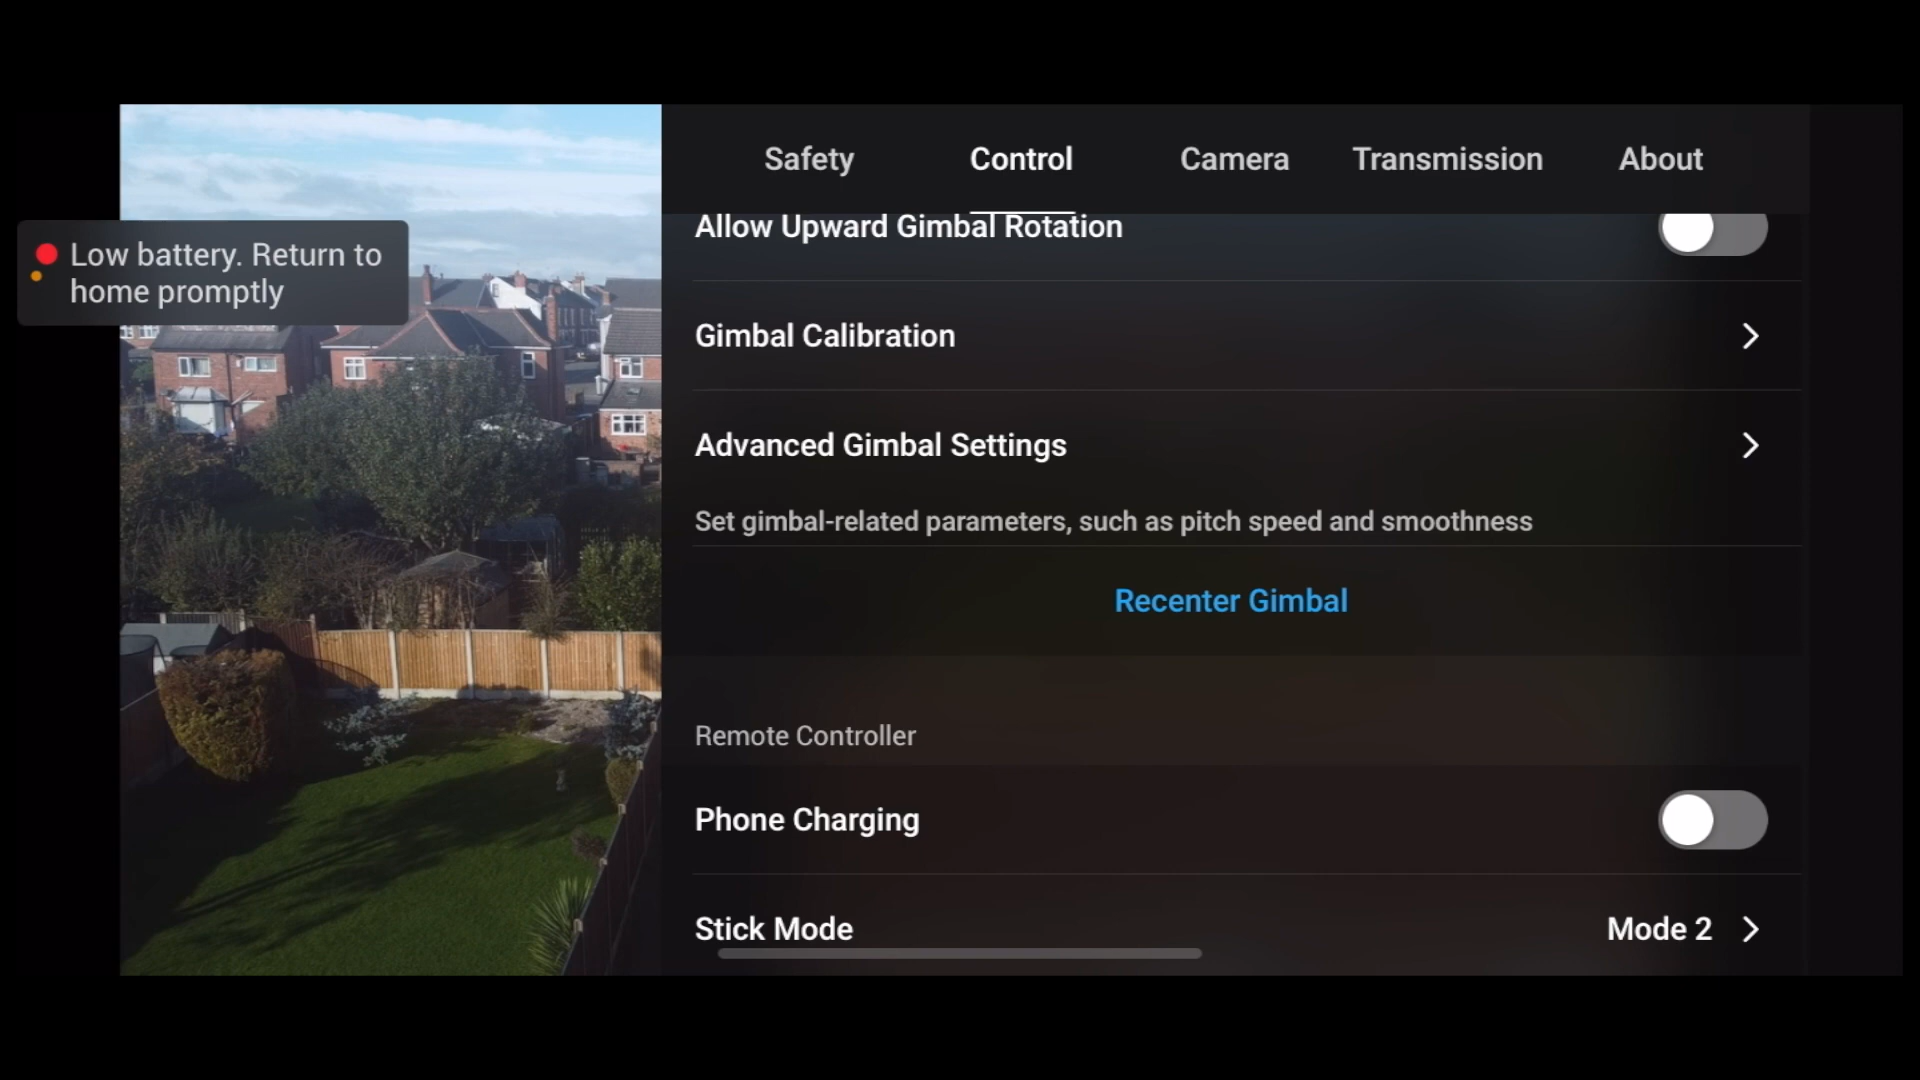 Safety Control Camera Transmission About
Low battery. Return to
home promptly
Allow Upward Gimbal Rotation
Gimbal Calibration
Advanced Gimbal Settings
Set gimbal-related parameters, such as pitch speed and smoothness
Recenter Gimbal
Remote Controller
Phone Charging
Stick Mode Mode 2